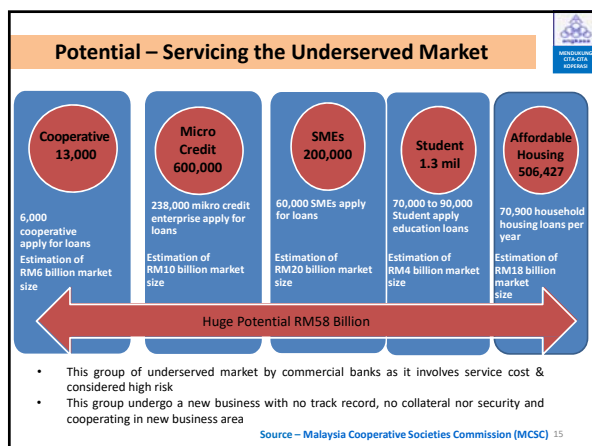 Potential – Servicing the Underserved Market
angkasa
MENDUKUNG
CITA-CITA
KOPERASI
Cooperative
13,000
6,000
cooperative
apply for loans
Estimation of
RM6 billion market
size
Micro
Credit
600,000
238,000 mikro credit
enterprise apply for
loans
Estimation of
RM10 billion market
size
SMEs
200,000
60,000 SMEs apply
for loans
Estimation of
RM20 billion market
size
Student
1.3 mil
70,000 to 90,000
Student apply
education loans
Estimation of
RM4 billion market
size
Affordable
Housing
506,427
70,900 household
housing loans per
year
Estimation of
RM18 billion
market
size
Huge Potential RM58 Billion
• This group of underserved market by commercial banks as it involves service cost &
considered high risk
• This group undergo a new business with no track record, no collateral nor security and
cooperating in new business area
Source – Malaysia Cooperative Societies Commission (MCSC) 15